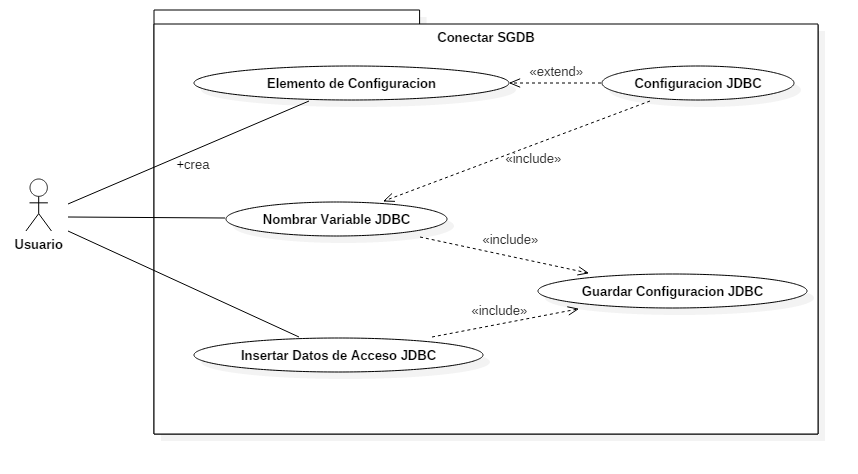 Conectar SGDB
Elemento de Configuracion
«extend»
Configuracion JDBC
+crea
«include»
Usuario
Nombrar Variable JDBC
«include»
Guardar Configuracion JDBC
«include»
Insertar Datos de Acceso JDBC